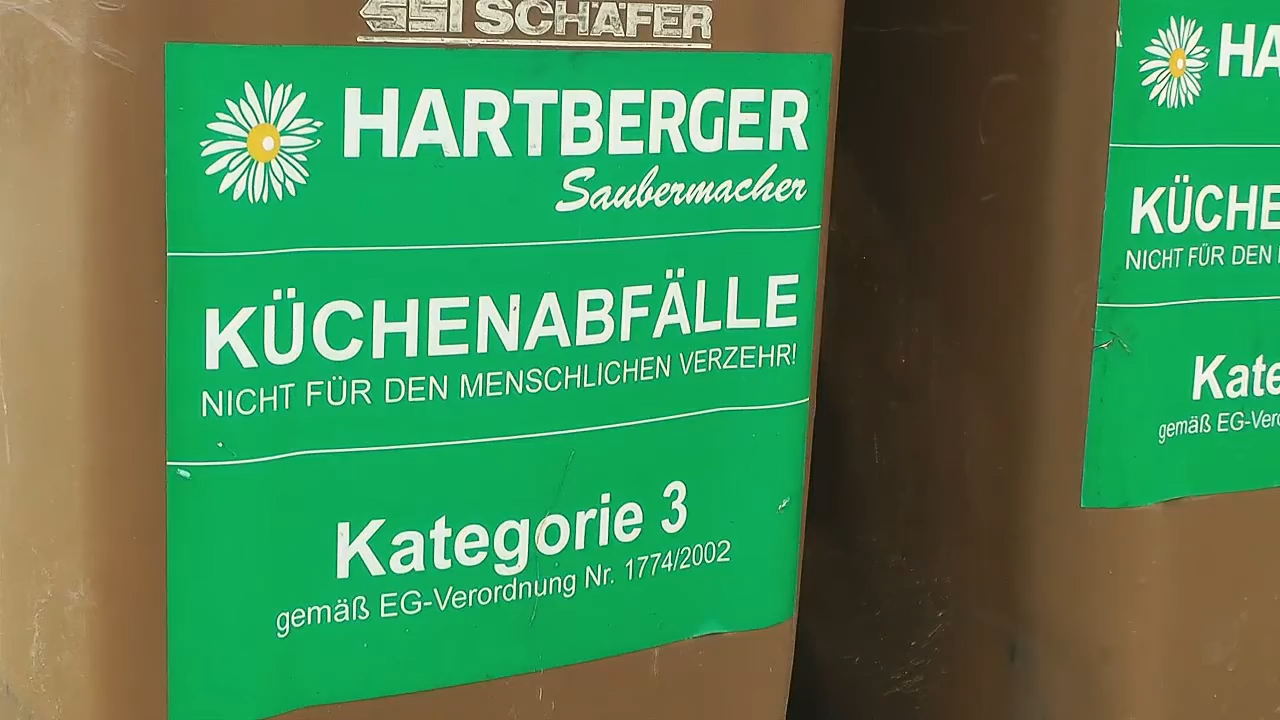 SSI SCHÄFER
HARTBERGER
Saubermacher
KÜCHENABFÄLLE
NICHT FÜR DEN MENSCHLICHEN VERZEHR!
Kategorie 3
gemäß EG-Verordnung Nr. 1774/2002
HA
KÜCHE
NICHT FÜR DEN
Kate
gemäß EG-Vero